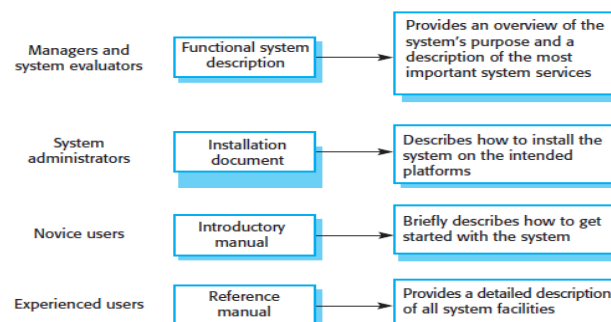 Managers and
system evaluators
Functional system
description
Provides an overview of the
system's purpose and a
description of the most
important system services
System
administrators
Installation
document
Describes how to install the
system on the intended
platforms
Novice users
Introductory
manual
Briefly describes how to get
started with the system
Experienced users
Reference
manual
Provides a detailed description
of all system facilities